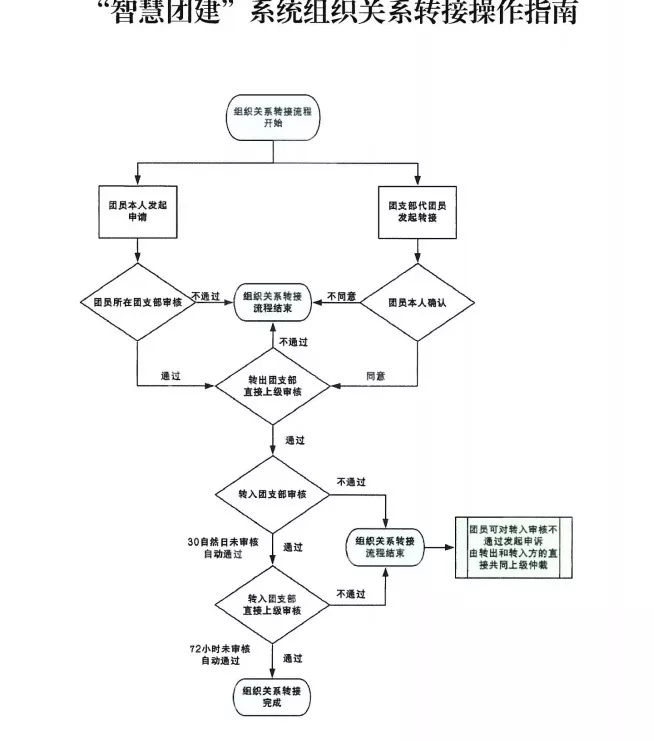 “智慧团建”系统组织关系转接操作指南
组织关系转接流程
开始
团员本人发起
申请
团支部代团员
发起转接
团员所在团支部审核
不通过
组织关系转接
流程结束
不同意
团员本人确认
不通过
通过
转出团支部
直接上级审核
同意
通过
转入团支部审核
不通过
30自然日未审核
自动通过
通过
组织关系转接
流程结束
团员可对转入审核不
通过发起申诉
由转出和转入方的直
接共同上级仲裁
转入团支部
直接上级审核
不通过
72小时未审核
自动通过
通过
组织关系转接
完成